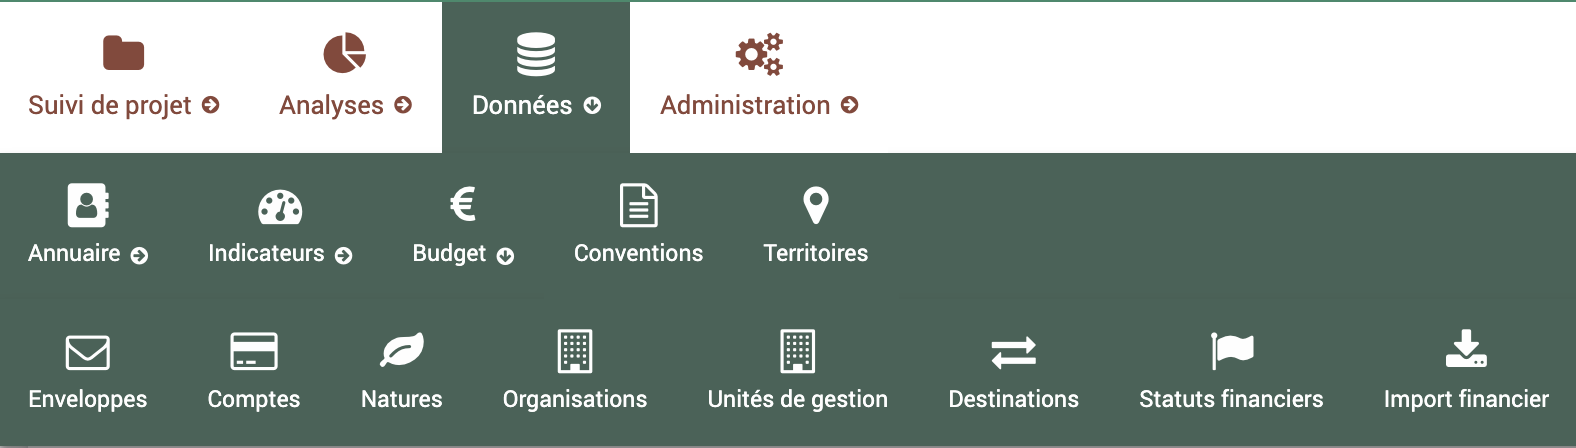 Suivi de projet Analyses Données Administration
Annuaire Indicateurs Budget Conventions Territoires
Enveloppes Comptes Natures Organisations Unités de gestion Destinations Statuts financiers Import financier